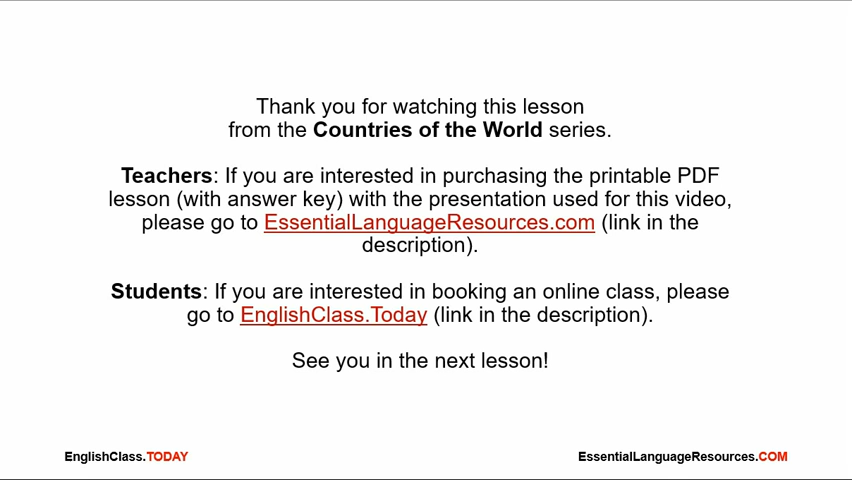 Thank you for watching this lesson
from the Countries of the World series.
Teachers: If you are interested in purchasing the printable PDF
lesson (with answer key) with the presentation used for this video,
please go to EssentialLanguageResources.com (link in the
description).
Students: If you are interested in booking an online class, please
go to EnglishClass.Today (link in the description).
See you in the next lesson!
EnglishClass.TODAY
EssentialLanguageResources.COM